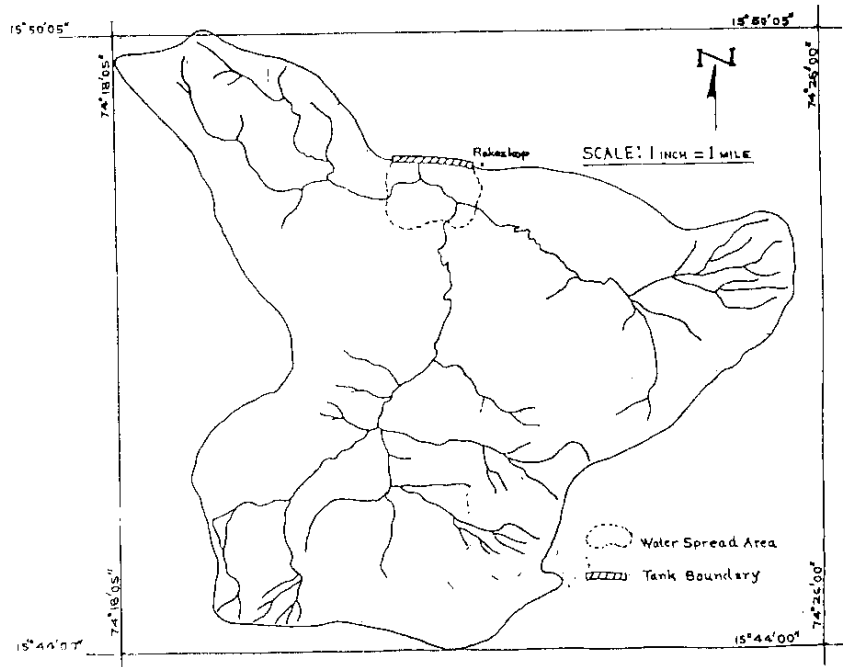 15°50'05"
15°50'05"
74°18'05"
74°26'00"
N
Rakaskop
SCALE: 1 INCH = 1 MILE
Water Spread Area
Tank Boundary
74°18'05"
74°26'00"
15°44'00"